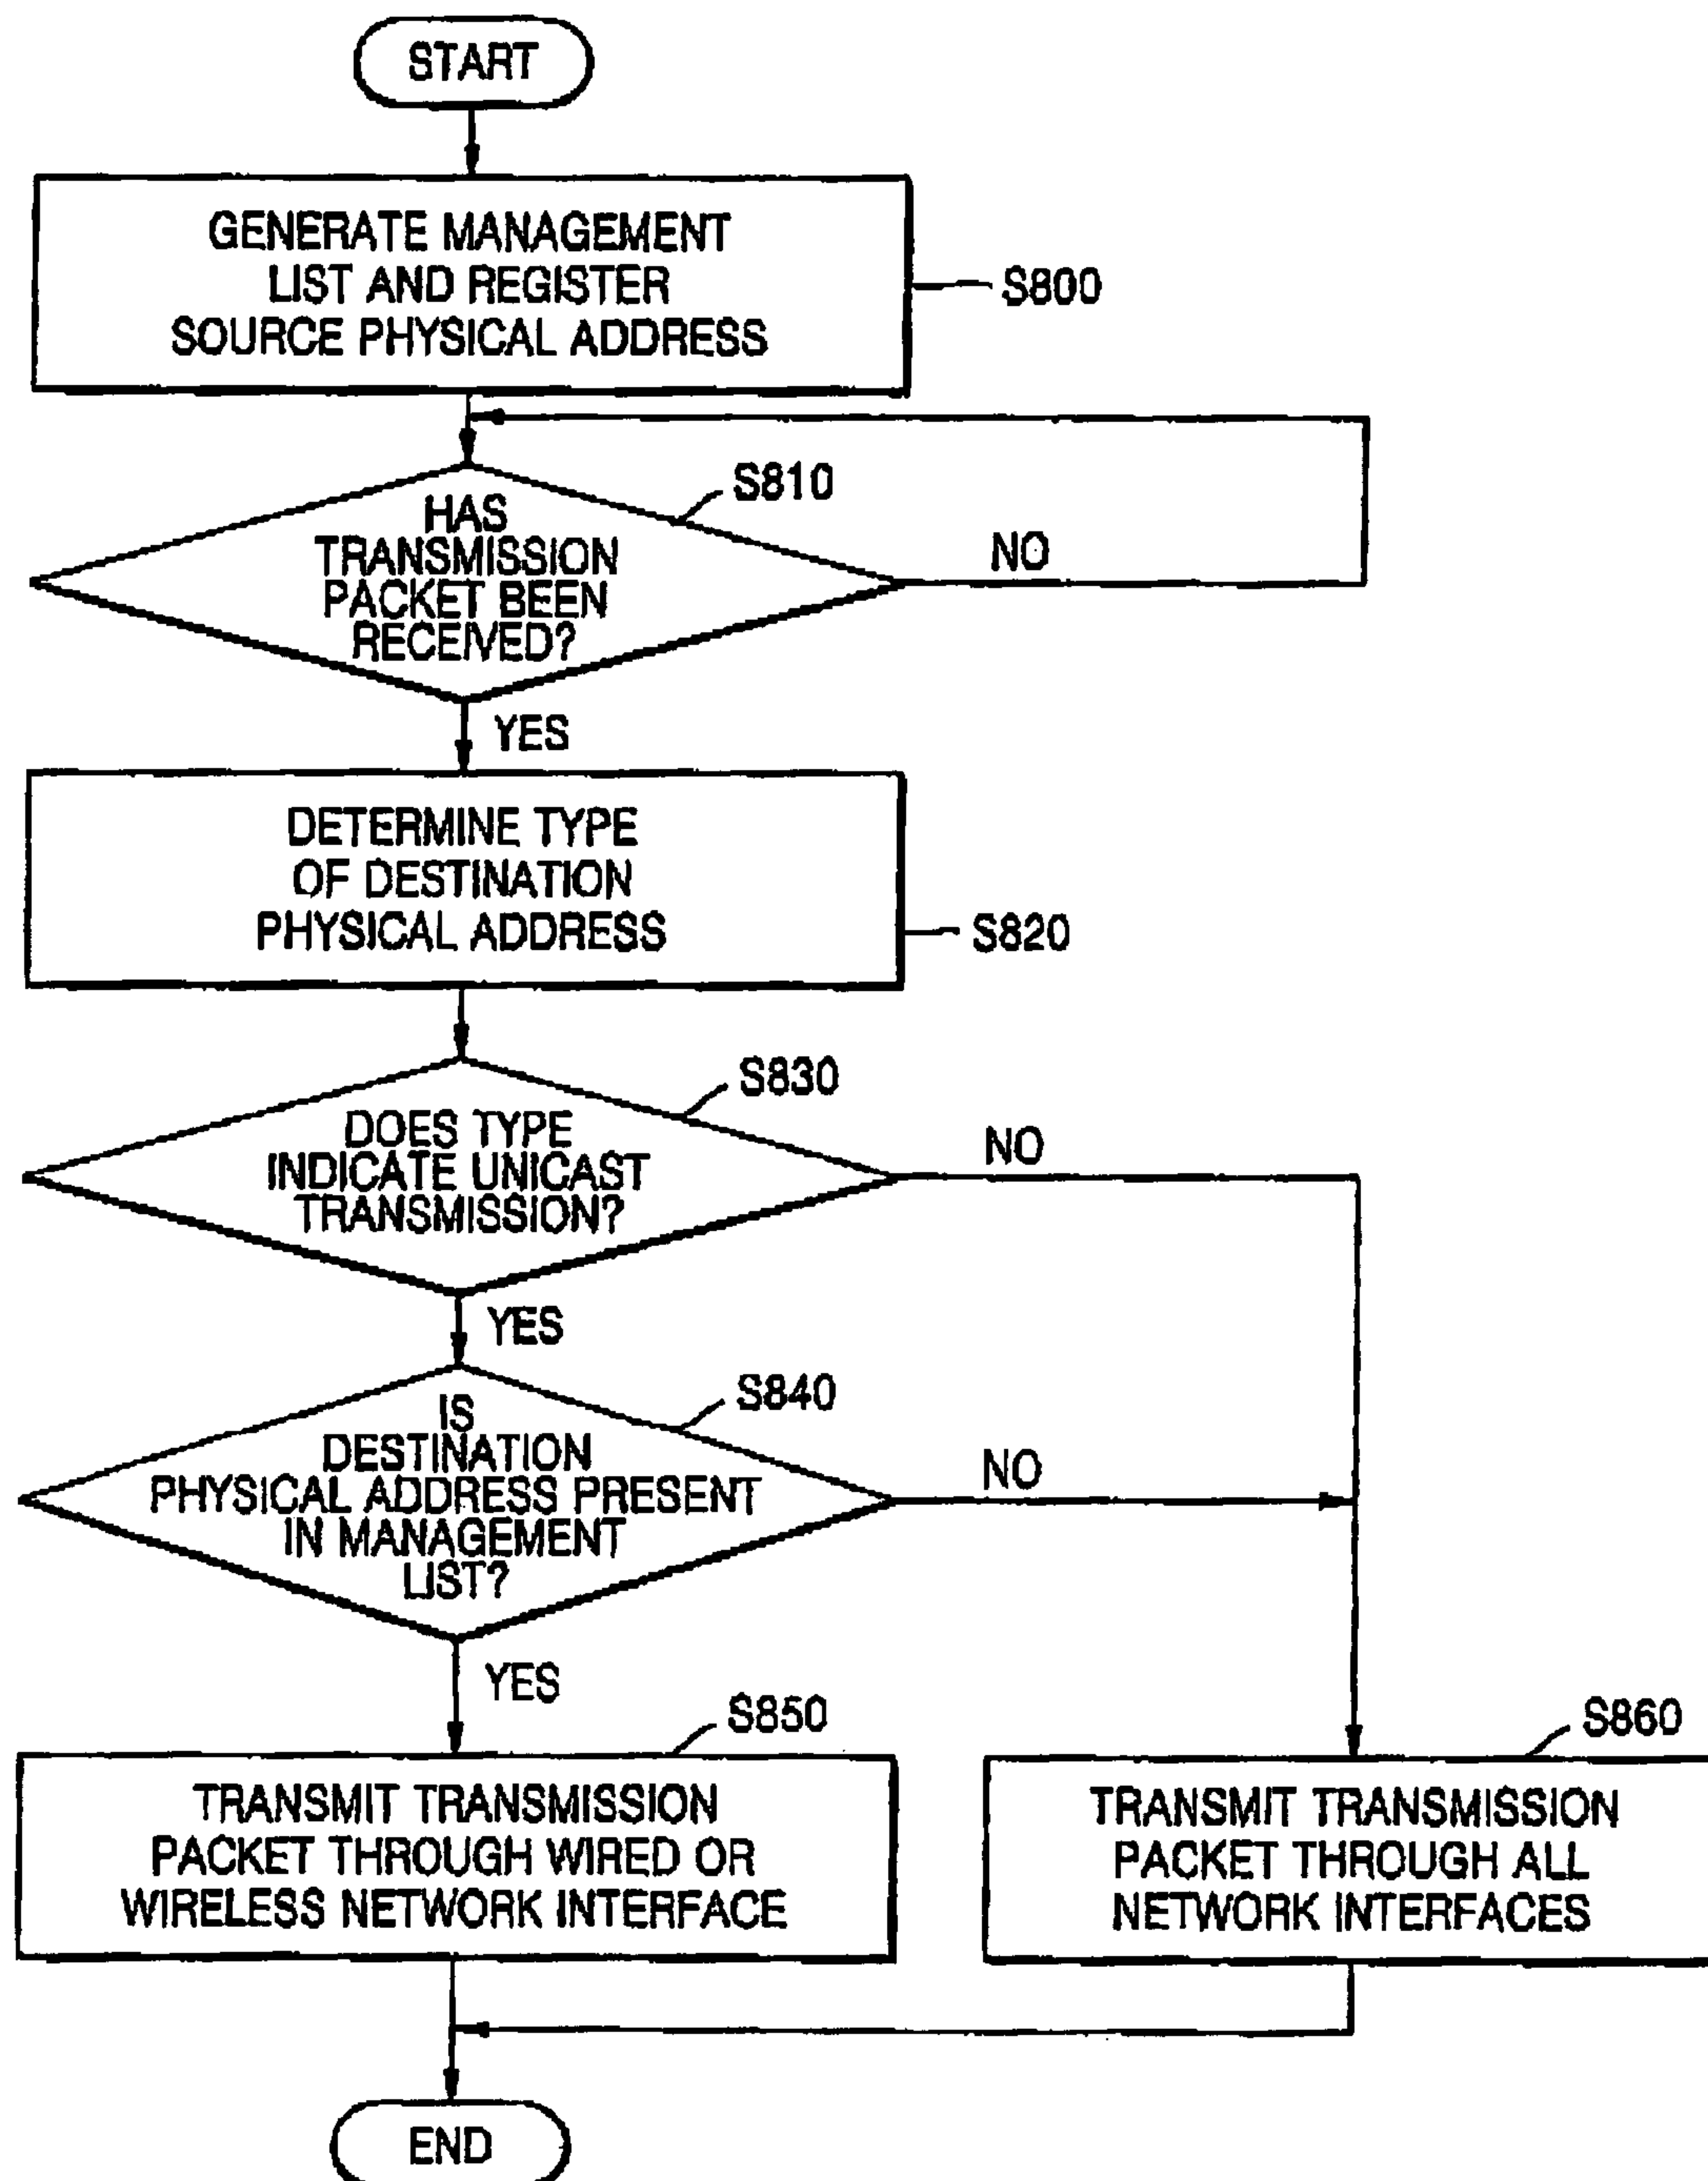 START
GENERATE MANAGEMENT
LIST AND REGISTER
SOURCE PHYSICAL ADDRESS
S800
S810
HAS
TRANSMISSION
PACKET BEEN
RECEIVED?
NO
YES
DETERMINE TYPE
OF DESTINATION
PHYSICAL ADDRESS
S820
S830
DOES TYPE
INDICATE UNICAST
TRANSMISSION?
NO
YES
S840
IS
DESTINATION
PHYSICAL ADDRESS PRESENT
IN MANAGEMENT
LIST?
NO
YES
S850
TRANSMIT TRANSMISSION
PACKET THROUGH WIRED OR
WIRELESS NETWORK INTERFACE
S860
TRANSMIT TRANSMISSION
PACKET THROUGH ALL
NETWORK INTERFACES
END